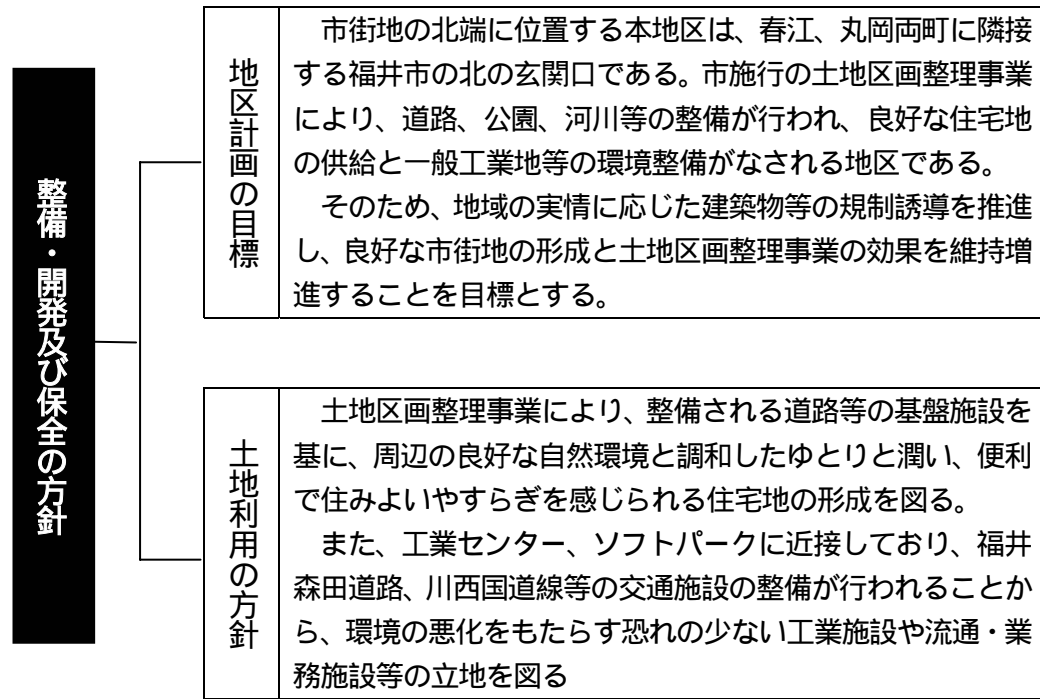 整備・開発及び保全の方針
地区計画の目標
市街地の北端に位置する本地区は、春江、丸岡両町に隣接
する福井市の北の玄関口である。市施行の土地区画整理事業
により、道路、公園、河川等の整備が行われ、良好な住宅地
の供給と一般工業地等の環境整備がなされる地区である。
そのため、地域の実情に応じた建築物等の規制誘導を推進
し、良好な市街地の形成と土地区画整理事業の効果を維持増
進することを目標とする。
土地利用の方針
土地区画整理事業により、整備される道路等の基盤施設を
基に、周辺の良好な自然環境と調和したゆとりと潤い、便利
で住みよいやすらぎを感じられる住宅地の形成を図る。
また、工業センター、ソフトパークに近接しており、福井
森田道路、川西国道線等の交通施設の整備が行われることか
ら、環境の悪化をもたらす恐れの少ない工業施設や流通・業
務施設等の立地を図る